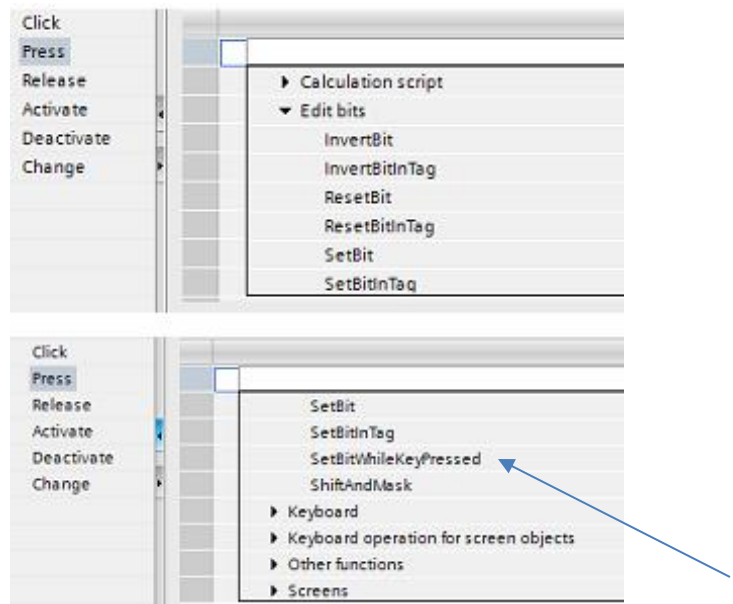 Click
Press
Release
Activate
Deactivate
Change
Calculation script
Edit bits
InvertBit
InvertBitInTag
ResetBit
ResetBitInTag
SetBit
SetBitInTag
Click
Press
Release
Activate
Deactivate
Change
SetBit
SetBitInTag
SetBitWhileKeyPressed
ShiftAndMask
Keyboard
Keyboard operation for screen objects
Other functions
Screens